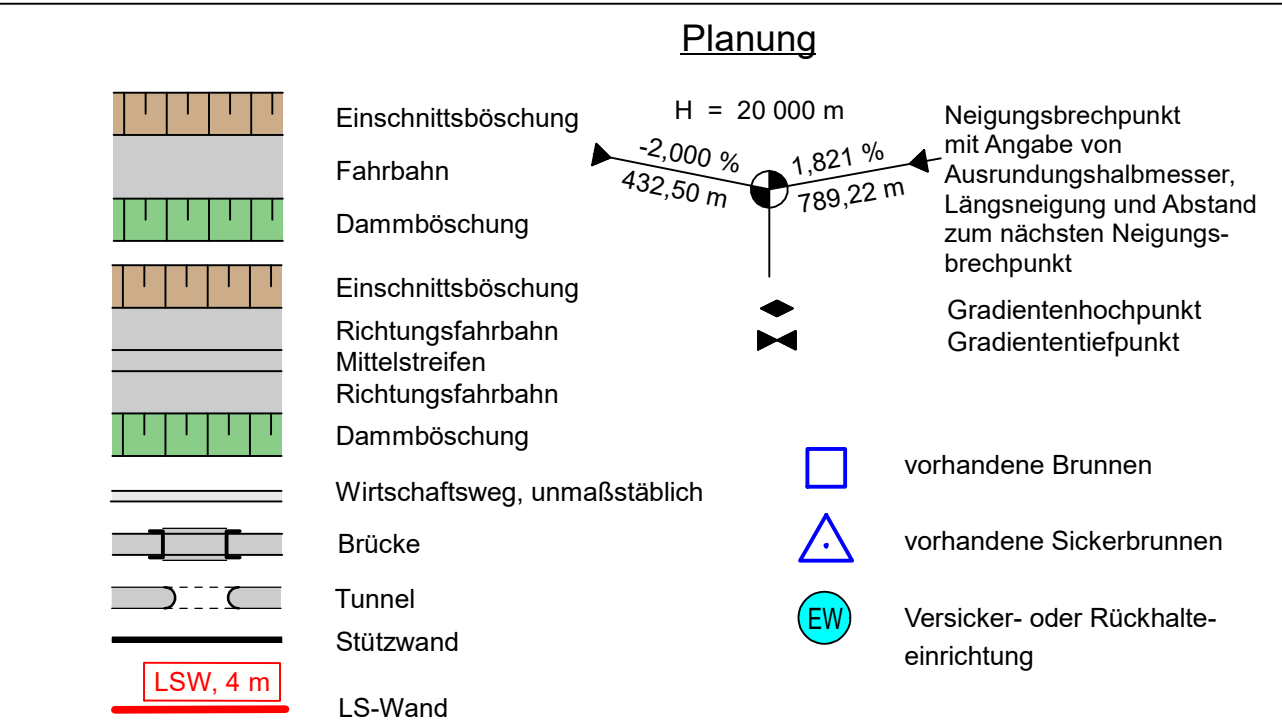 Planung
Einschnittsböschung
Fahrbahn
Dammböschung
Einschnittsböschung
Richtungsfahrbahn
Mittelstreifen
Richtungsfahrbahn
Dammböschung
Wirtschaftsweg, unmaßstäblich
Brücke
Tunnel
Stützwand
LSW, 4 m
LS-Wand
H = 20 000 m
-2,000 %
432,50 m
1,821 %
789,22 m
Neigungsbrechpunkt
mit Angabe von
Ausrundungshalbmesser,
Längsneigung und Abstand
zum nächsten Neigungs-
brechpunkt
Gradientenhochpunkt
Gradiententiefpunkt
vorhandene Brunnen
vorhandene Sickerbrunnen
EW
Versicker- oder Rückhalte-
einrichtung